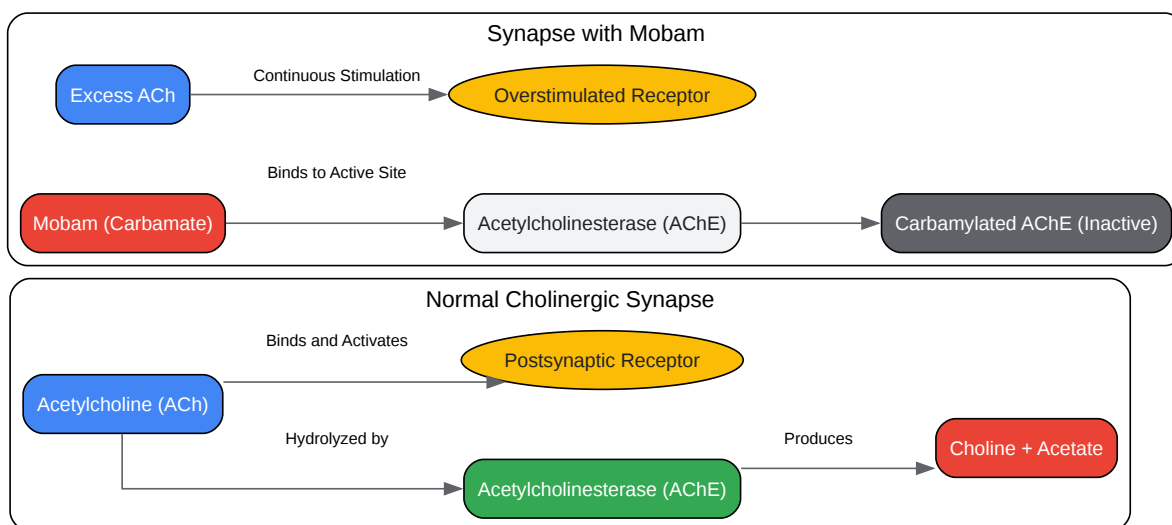 Synapse with Mobam
Continuous Stimulation
Excess ACh
Overstimulated Receptor
Binds to Active Site
Mobam (Carbamate)
Acetylcholinesterase (AChE)
Carbamylated AChE (Inactive)
Normal Cholinergic Synapse
Binds and Activates
Postsynaptic Receptor
Acetylcholine (ACh)
Hydrolyzed by
Produces
Choline + Acetate
Acetylcholinesterase (AChE)